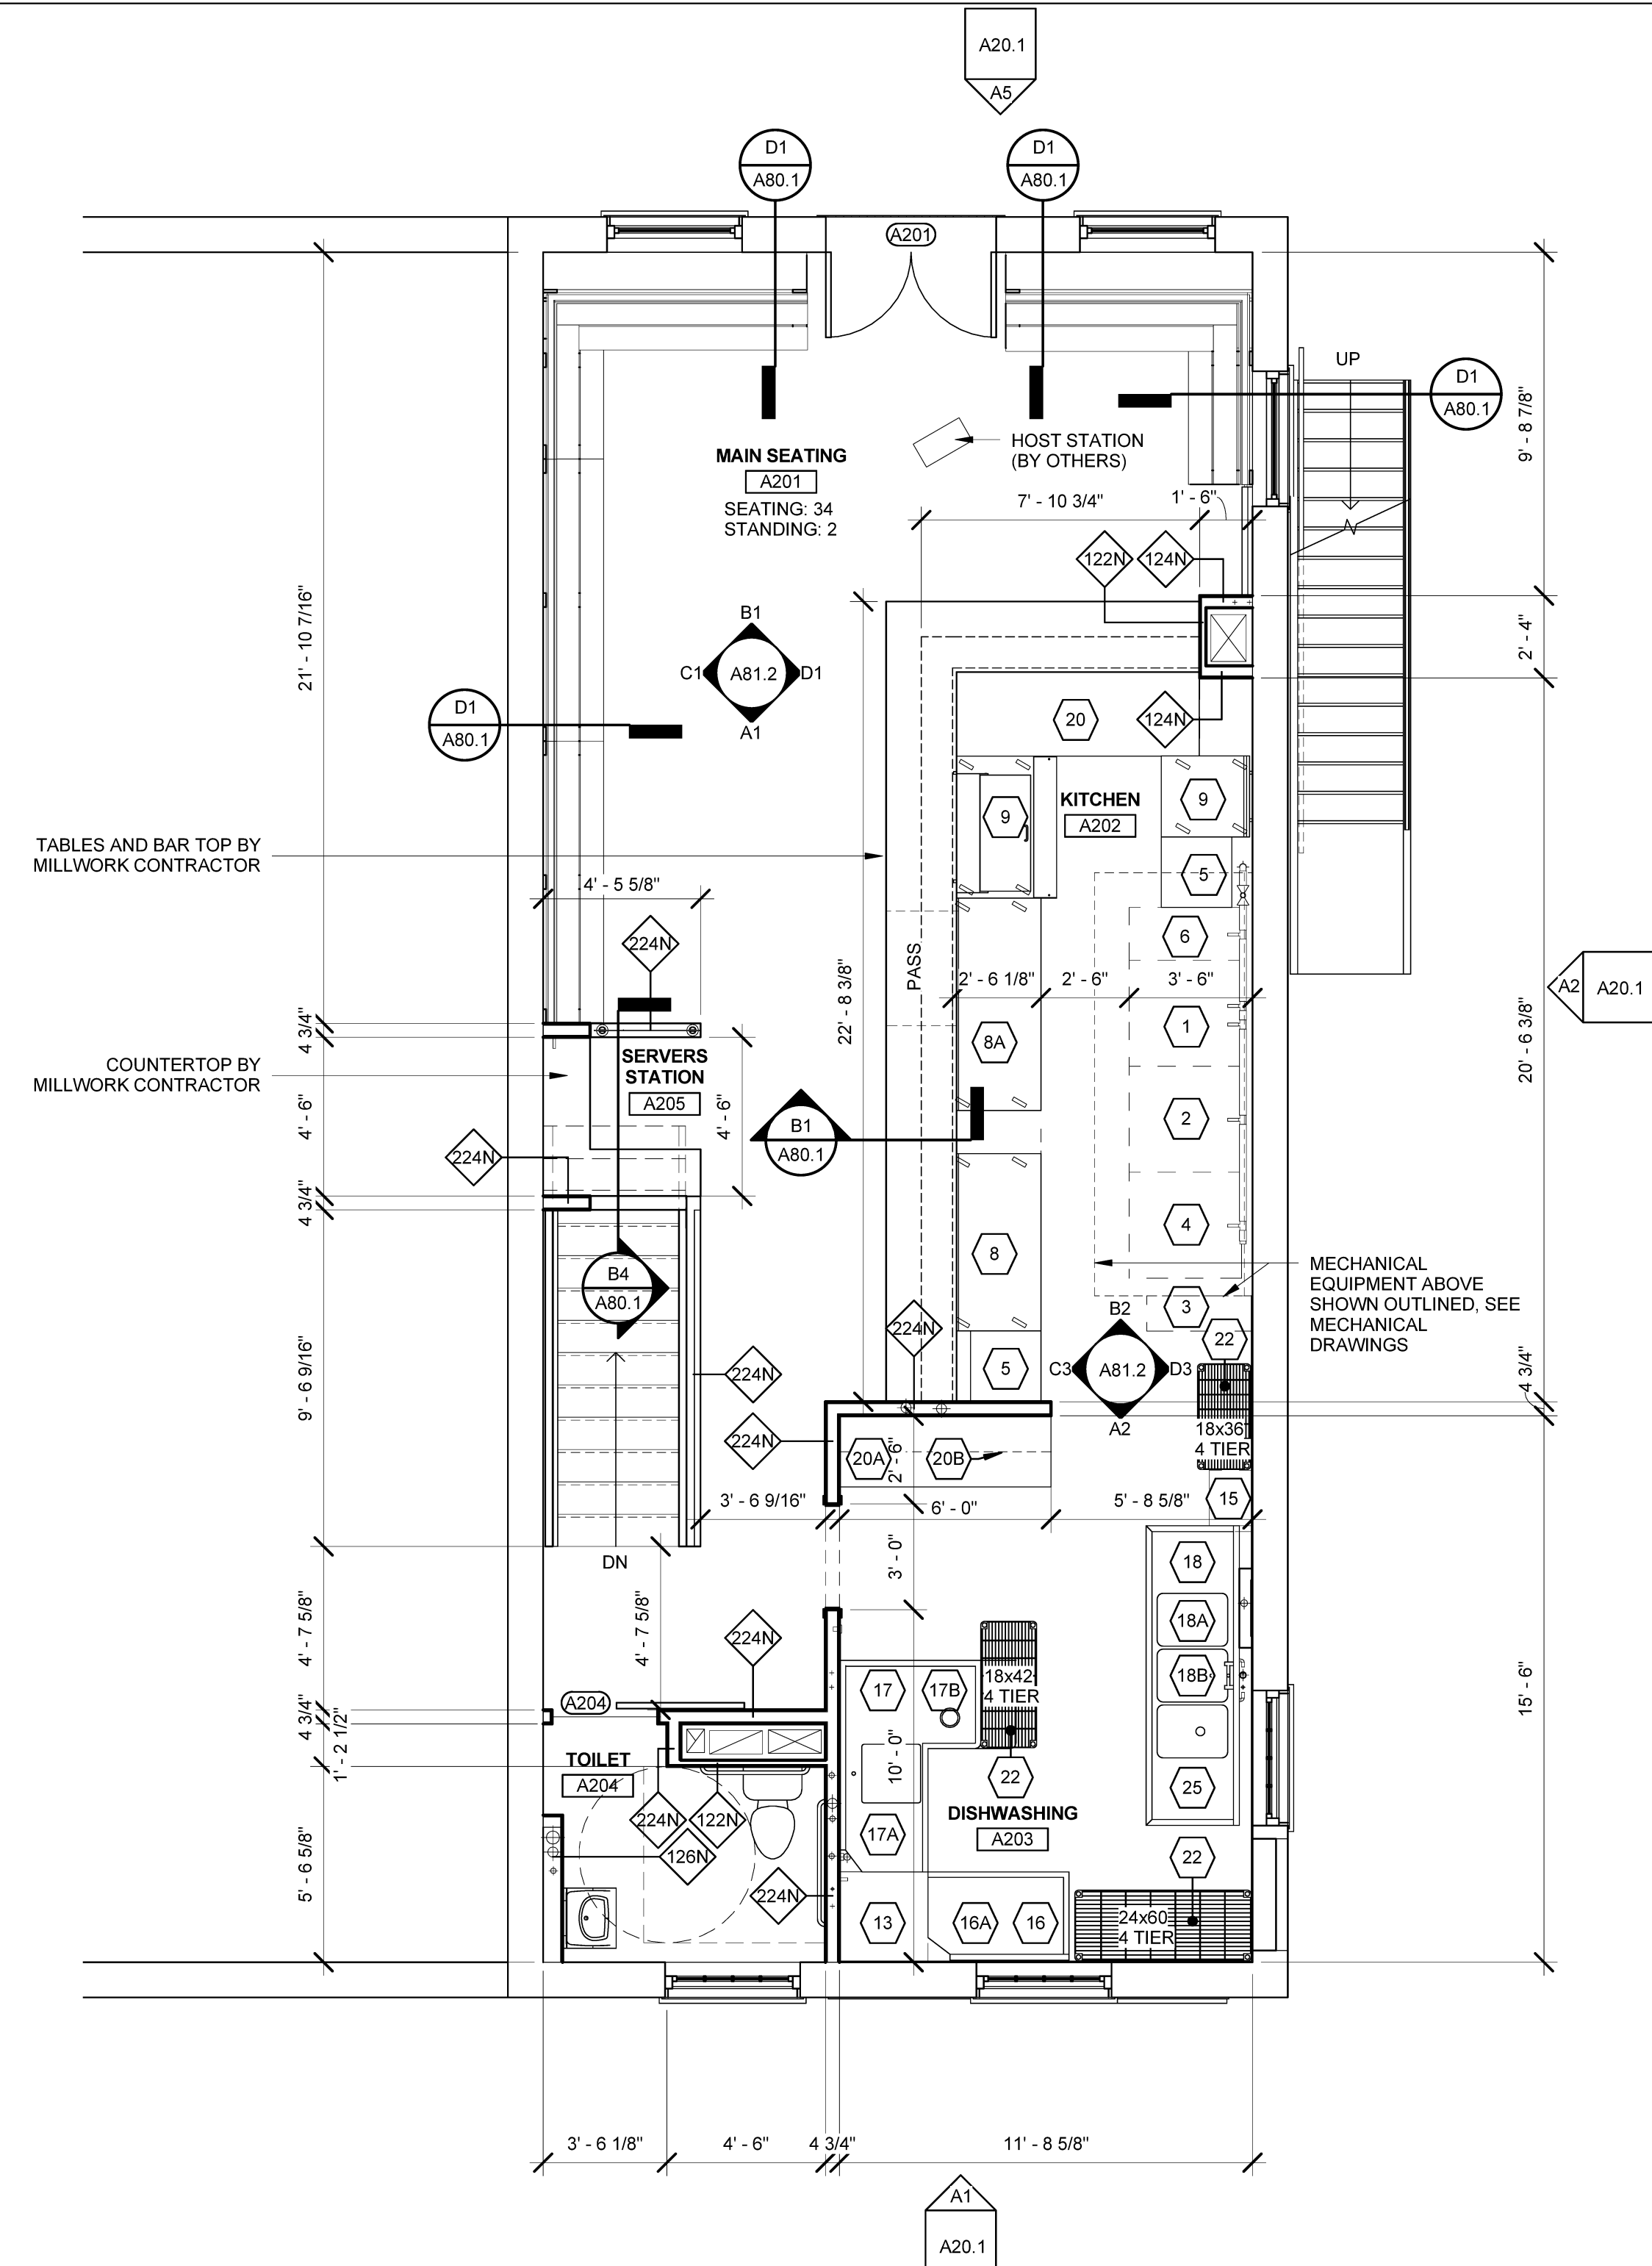 A20.1
A5
D1
A80.1
D1
A80.1
A201
UP
D1
A80.1
9' - 8 7/8"
HOST STATION
(BY OTHERS)
MAIN SEATING
A201
SEATING: 34
STANDING: 2
7' - 10 3/4"
1' - 6"
122N
124N
21' - 10 7/16"
2' - 4"
B1
C1
A81.2
D1
A1
D1
A80.1
20
124N
9
KITCHEN
A202
9
TABLES AND BAR TOP BY
MILLWORK CONTRACTOR
5
4' - 5 5/8"
224N
6
PASS
22' - 8 3/8"
2' - 6 1/8"
2' - 6"
3' - 6"
A2
A20.1
4 3/4"
1
8A
20' - 6 3/8"
COUNTERTOP BY
MILLWORK CONTRACTOR
SERVERS
STATION
A205
4' - 6"
4' - 6"
2
B1
A80.1
224N
4 3/4"
4
8
B4
A80.1
MECHANICAL
EQUIPMENT ABOVE
SHOWN OUTLINED, SEE
MECHANICAL
DRAWINGS
3
B2
224N
22
C3
A81.2
D3
A2
5
224N
9' - 6 9/16"
4 3/4"
18x36
4 TIER
224N
20A
20B
2' - 6"
15
3' - 6 9/16"
6' - 0"
5' - 8 5/8"
DN
3' - 0"
18
4' - 7 5/8"
4' - 7 5/8"
18A
224N
18x42
4 TIER
18B
17
17B
15' - 6"
A204
4 3/4"
1' - 2 1/2"
TOILET
A204
10' - 0"
22
25
DISHWASHING
A203
224N
122N
17A
126N
22
5' - 6 5/8"
224N
13
16A
16
24x60
4 TIER
3' - 6 1/8"
4' - 6"
4 3/4"
11' - 8 5/8"
A1
A20.1